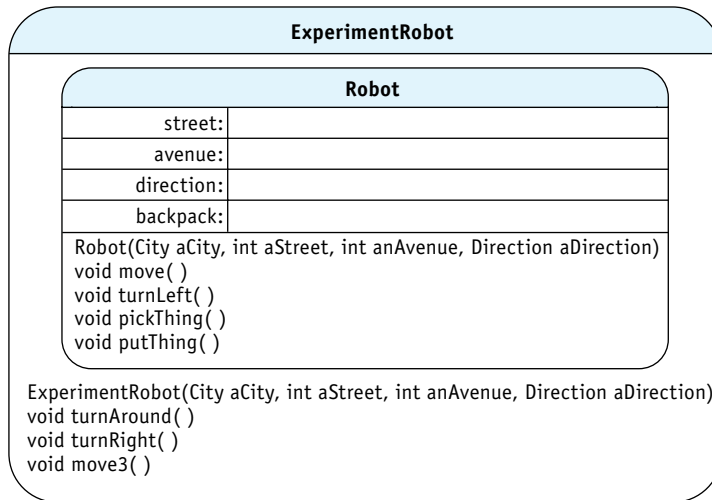 ExperimentRobot
Robot
street:
avenue:
direction:
backpack:
Robot(City aCity, int aStreet, int anAvenue, Direction aDirection)
void move( )
void turnLeft( )
void pickThing( )
void putThing( )
ExperimentRobot(City aCity, int aStreet, int anAvenue, Direction aDirection)
void turnAround( )
void turnRight( )
void move3( )